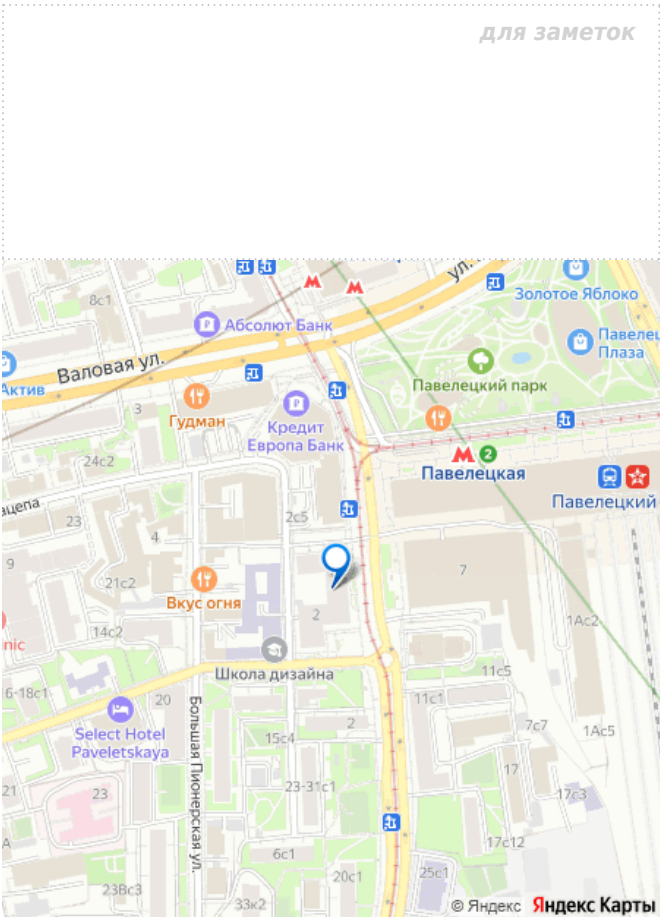 для заметок
ул.
8с1
Золотое Яблоко
Абсолют Банк
Павелец
Плаза
Валовая ул.
Актив
Павелецкий парк
3
Гудман
Кредит
Европа Банк
24с2
2
Павелецкая
ацепа
Павелецкий
23
2с5
4
9
7
21с2
Вкус огня
2
1Ас2
14с2
nic
Школа дизайна
11с5
6-18с1
20
11с1
Select Hotel
Paveletskaya
2
7с7
1Ас5
15с4
Большая Пионерская ул.
17
21
23
23-31с1
17с3
А
17с12
6с1
20с1
25с1
23Вс3
33к2
© Яндекс Яндекс Карты